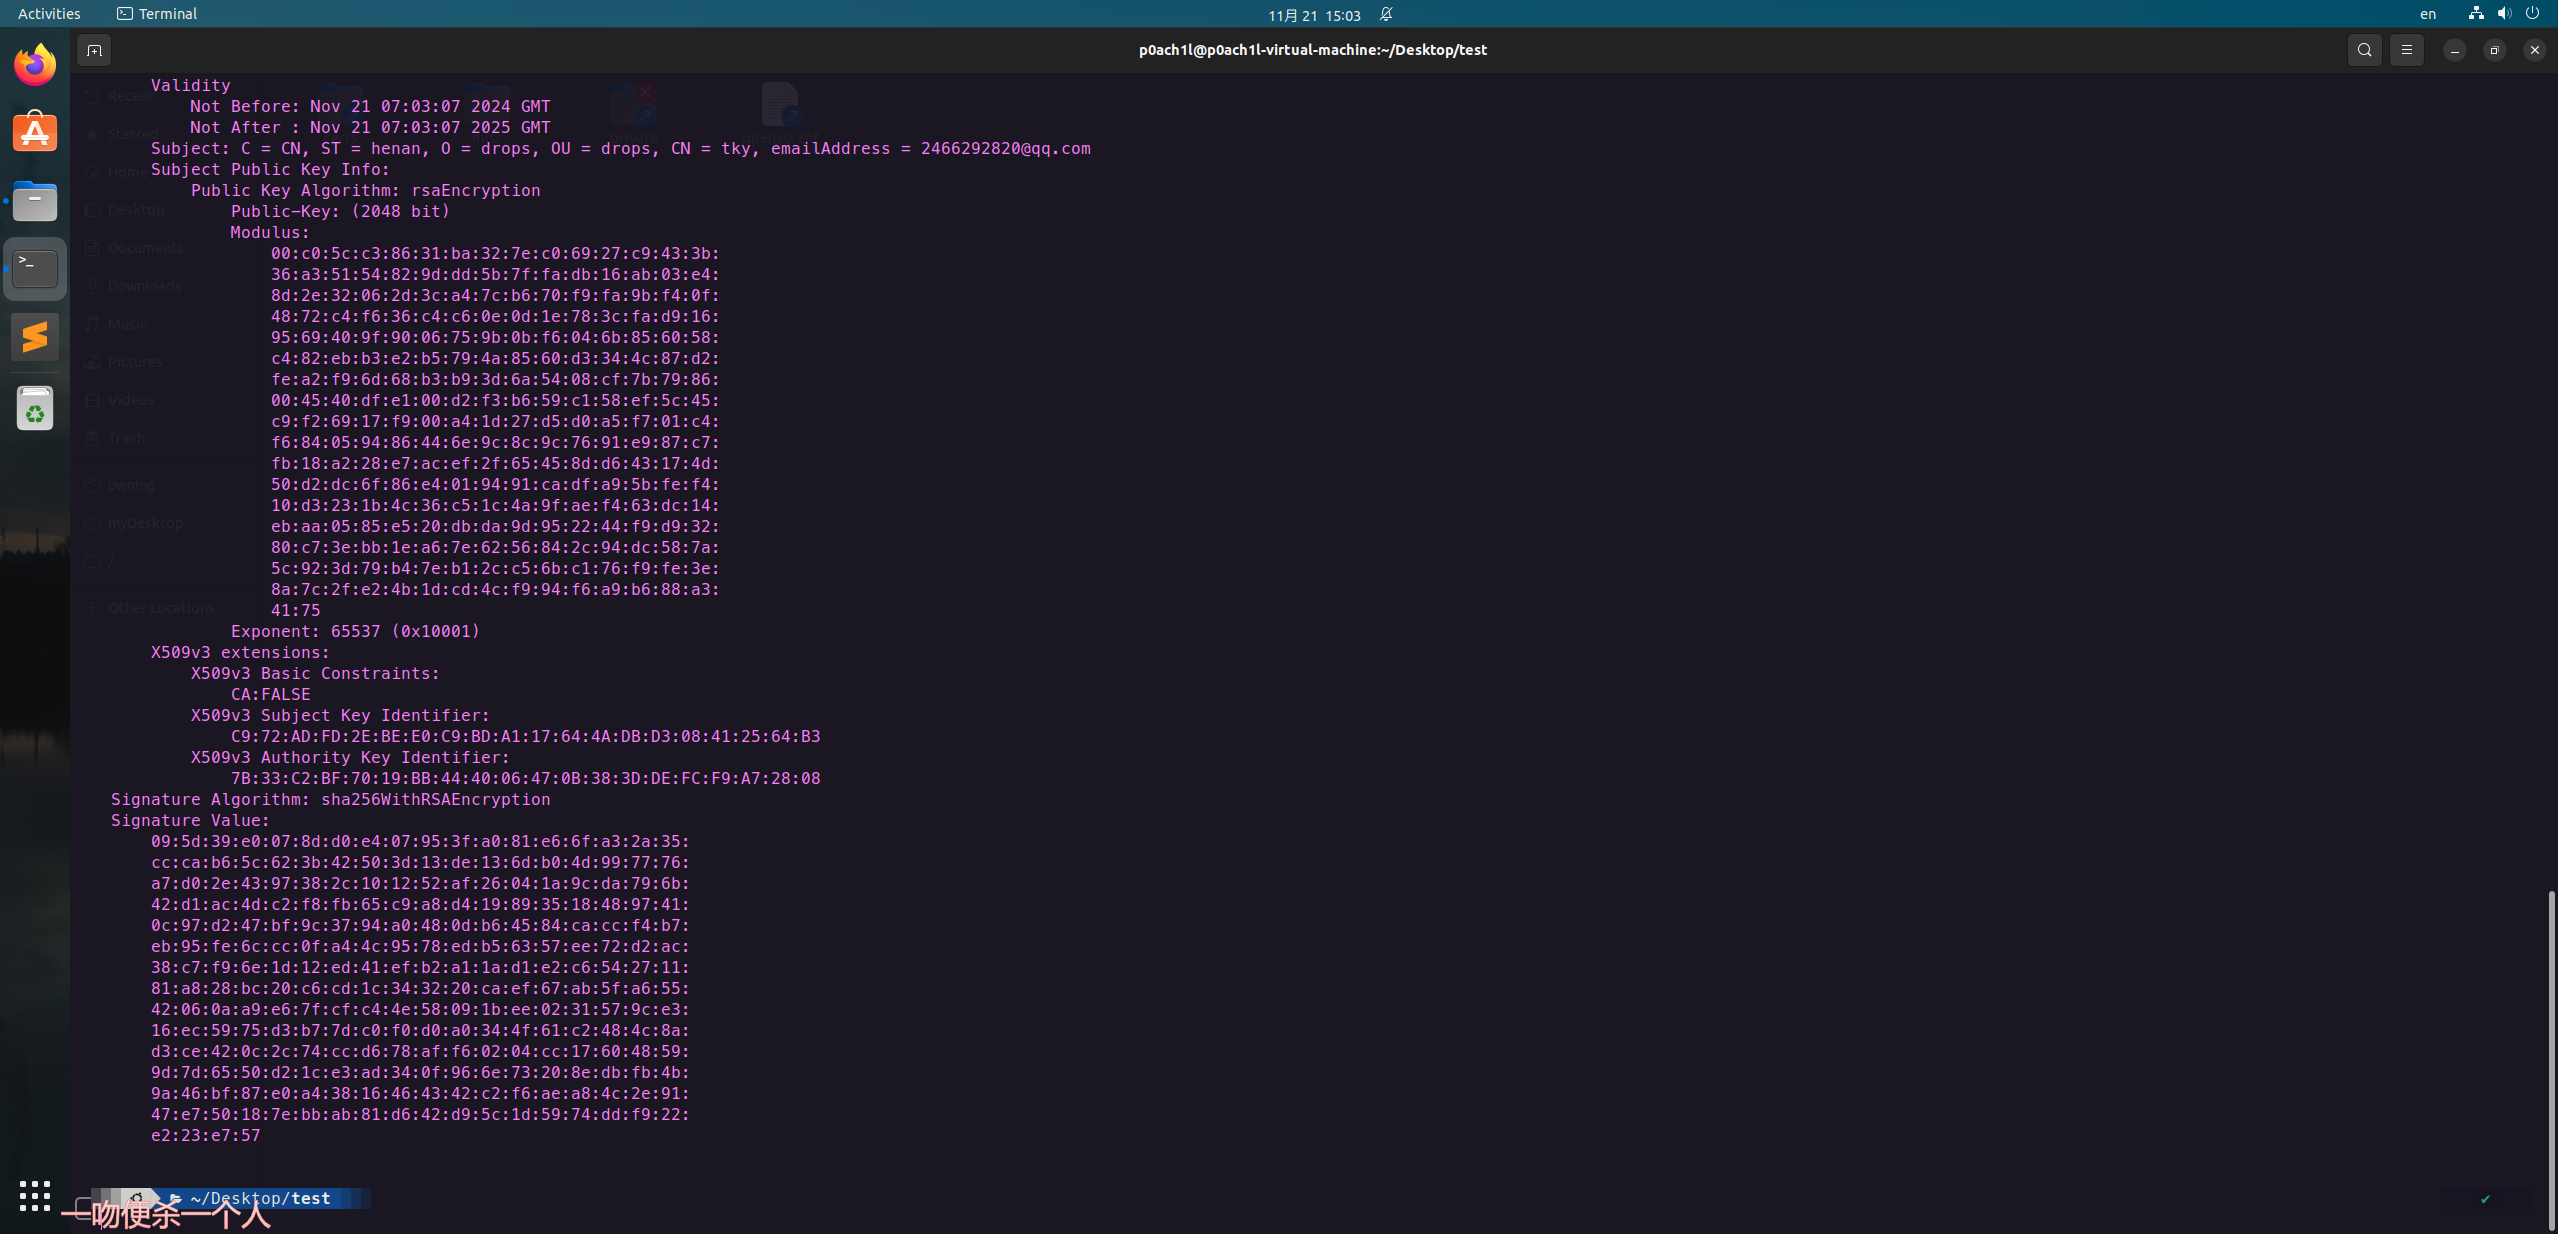 Activities
Terminal
11月 21 15:03
en
p0ach1l@p0ach1l-virtual-machine:~/Desktop/test
Recent
Starred
Home
Desktop
Documents
Downloads
Music
Pictures
Videos
Trash
pwning
myDesktop
/
Other Locations
private
openssl.cnf
Validity
Not Before: Nov 21 07:03:07 2024 GMT
Not After : Nov 21 07:03:07 2025 GMT
Subject: C = CN, ST = henan, O = drops, OU = drops, CN = tky, emailAddress = 2466292820@qq.com
Subject Public Key Info:
Public Key Algorithm: rsaEncryption
Public-Key: (2048 bit)
Modulus:
00:c0:5c:c3:86:31:ba:32:7e:c0:69:27:c9:43:3b:
36:a3:51:54:82:9d:dd:5b:7f:fa:db:16:ab:03:e4:
8d:2e:32:06:2d:3c:a4:7c:b6:70:f9:fa:9b:f4:0f:
48:72:c4:f6:36:c4:c6:0e:0d:1e:78:3c:fa:d9:16:
95:69:40:9f:90:06:75:9b:0b:f6:04:6b:85:60:58:
c4:82:eb:b3:e2:b5:79:4a:85:60:d3:34:4c:87:d2:
fe:a2:f9:6d:68:b3:b9:3d:6a:54:08:cf:7b:79:86:
00:45:40:df:e1:00:d2:f3:b6:59:c1:58:ef:5c:45:
c9:f2:69:17:f9:00:a4:1d:27:d5:d0:a5:f7:01:c4:
f6:84:05:94:86:44:6e:9c:8c:9c:76:91:e9:87:c7:
fb:18:a2:28:e7:ac:ef:2f:65:45:8d:d6:43:17:4d:
50:d2:dc:6f:86:e4:01:94:91:ca:df:a9:5b:fe:f4:
10:d3:23:1b:4c:36:c5:1c:4a:9f:ae:f4:63:dc:14:
eb:aa:05:85:e5:20:db:da:9d:95:22:44:f9:d9:32:
80:c7:3e:bb:1e:a6:7e:62:56:84:2c:94:dc:58:7a:
5c:92:3d:79:b4:7e:b1:2c:c5:6b:c1:76:f9:fe:3e:
8a:7c:2f:e2:4b:1d:cd:4c:f9:94:f6:a9:b6:88:a3:
41:75
Exponent: 65537 (0x10001)
X509v3 extensions:
X509v3 Basic Constraints:
CA:FALSE
X509v3 Subject Key Identifier:
C9:72:AD:FD:2E:BE:E0:C9:BD:A1:17:64:4A:DB:D3:08:41:25:64:B3
X509v3 Authority Key Identifier:
7B:33:C2:BF:70:19:BB:44:40:06:47:0B:38:3D:DE:FC:F9:A7:28:08
Signature Algorithm: sha256WithRSAEncryption
Signature Value:
09:5d:39:e0:07:8d:d0:e4:07:95:3f:a0:81:e6:6f:a3:2a:35:
cc:ca:b6:5c:62:3b:42:50:3d:13:de:13:6d:b0:4d:99:77:76:
a7:d0:2e:43:97:38:2c:10:12:52:af:26:04:1a:9c:da:79:6b:
42:d1:ac:4d:c2:f8:fb:65:c9:a8:d4:19:89:35:18:48:97:41:
0c:97:d2:47:bf:9c:37:94:a0:48:0d:b6:45:84:ca:cc:f4:b7:
eb:95:fe:6c:cc:0f:a4:4c:95:78:ed:b5:63:57:ee:72:d2:ac:
38:c7:f9:6e:1d:12:ed:41:ef:b2:a1:1a:d1:e2:c6:54:27:11:
81:a8:28:bc:20:c6:cd:1c:34:32:20:ca:ef:67:ab:5f:a6:55:
42:06:0a:a9:e6:7f:cf:c4:4e:58:09:1b:ee:02:31:57:9c:e3:
16:ec:59:75:d3:b7:7d:c0:f0:d0:a0:34:4f:61:c2:48:4c:8a:
d3:ce:42:0c:2c:74:cc:d6:78:af:f6:02:04:cc:17:60:48:59:
9d:7d:65:50:d2:1c:e3:ad:34:0f:96:6e:73:20:8e:db:fb:4b:
9a:46:bf:87:e0:a4:38:16:46:43:42:c2:f6:ae:a8:4c:2e:91:
47:e7:50:18:7e:bb:ab:81:d6:42:d9:5c:1d:59:74:dd:f9:22:
e2:23:e7:57
~/Desktop/test
一吻便杀一个人